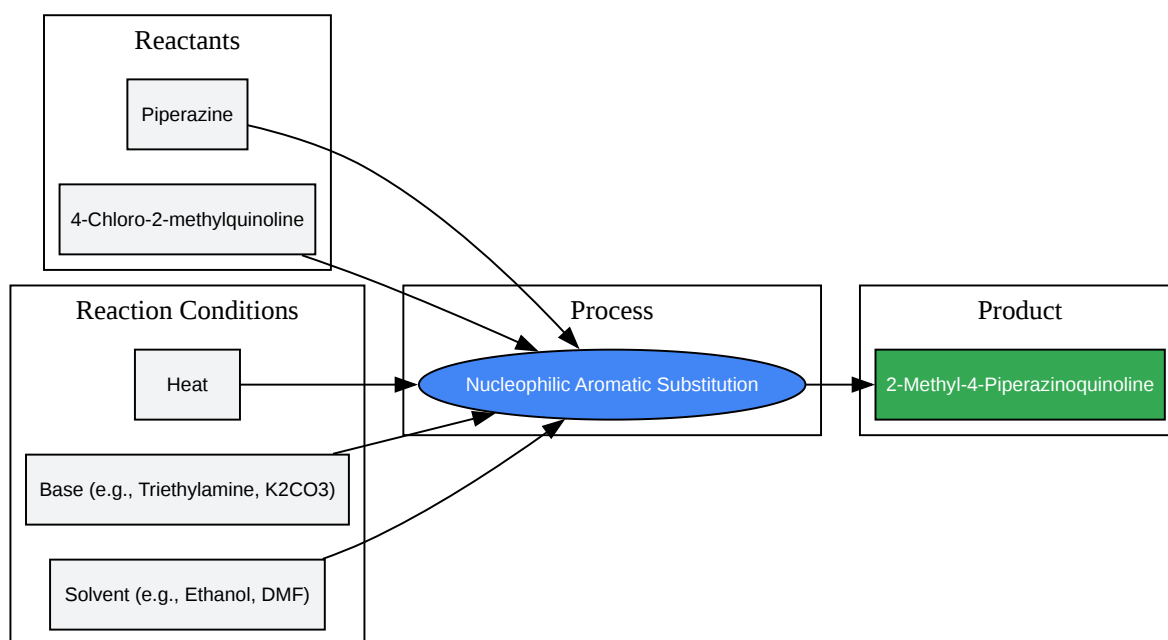 Reactants
Piperazine
4-Chloro-2-methylquinoline
Reaction Conditions
Heat
Base (e.g., Triethylamine, K2CO3)
Solvent (e.g., Ethanol, DMF)
Process
Nucleophilic Aromatic Substitution
Product
2-Methyl-4-Piperazinoquinoline